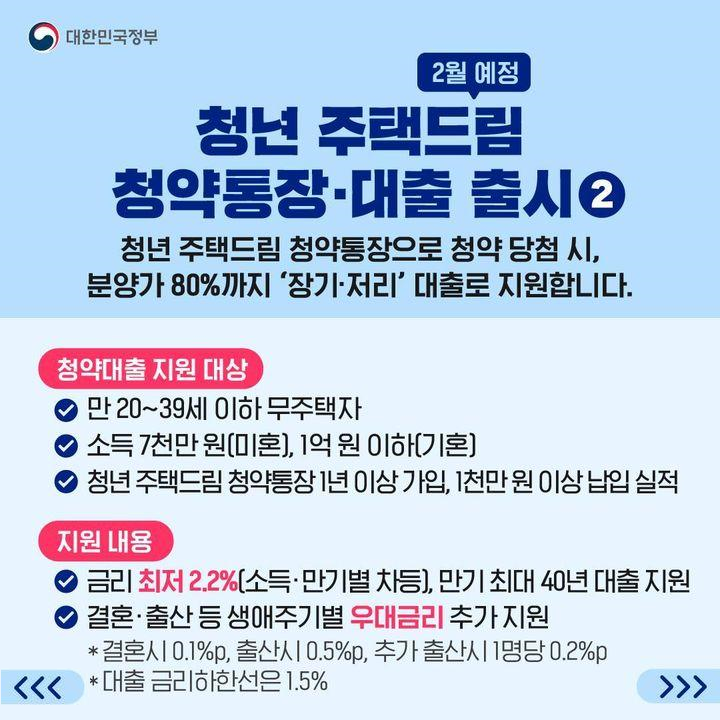 대한민국정부
2월 예정
청년 주택드림
청약통장·대출 출시 2
청년 주택드림 청약통장으로 청약 당첨 시,
분양가 80%까지 ‘장기·저리’ 대출로 지원합니다.
청약대출 지원 대상
만 20~39세 이하 무주택자
소득 7천만 원(미혼), 1억 원 이하(기혼)
청년 주택드림 청약통장 1년 이상 가입, 1천만 원 이상 납입 실적
지원 내용
금리 최저 2.2%(소득·만기별 차등), 만기 최대 40년 대출 지원
결혼·출산 등 생애주기별 우대금리 추가 지원
*결혼시 0.1%p, 출산시 0.5%p, 추가 출산시 1명당 0.2%p
*대출 금리하한선은 1.5%